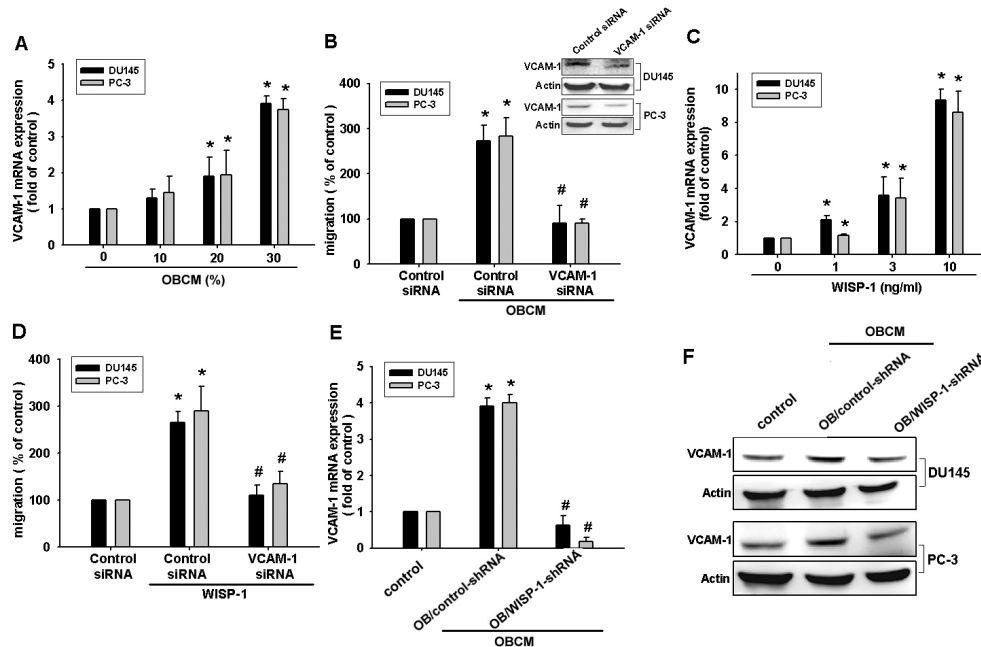 A
VCAM-1 mRNA expression
( fold of control )
5
4
3
2
1
0
DU145
PC-3
*
*
*
*
0
10
20
30
OBCM (%)
B
migration ( % of control )
400
300
200
100
0
DU145
PC-3
*
*
#
#
Control
siRNA
Control
siRNA
VCAM-1
siRNA
OBCM
Control siRNA
VCAM-1 siRNA
VCAM-1
Actin
DU145
VCAM-1
Actin
PC-3
C
VCAM-1 mRNA expression
(fold of control)
10
8
6
4
2
0
DU145
PC-3
*
*
*
*
*
*
0
1
3
10
WISP-1 (ng/ml)
D
migration ( % of control )
400
300
200
100
0
DU145
PC-3
*
*
#
#
Control
siRNA
Control
siRNA
VCAM-1
siRNA
WISP-1
E
VCAM-1 mRNA expression
( fold of control )
5
4
3
2
1
0
DU145
PC-3
*
*
#
#
control
OB/control-shRNA
OB/WISP-1-shRNA
OBCM
F
OBCM
control
OB/control-shRNA
OB/WISP-1-shRNA
VCAM-1
Actin
DU145
VCAM-1
Actin
PC-3